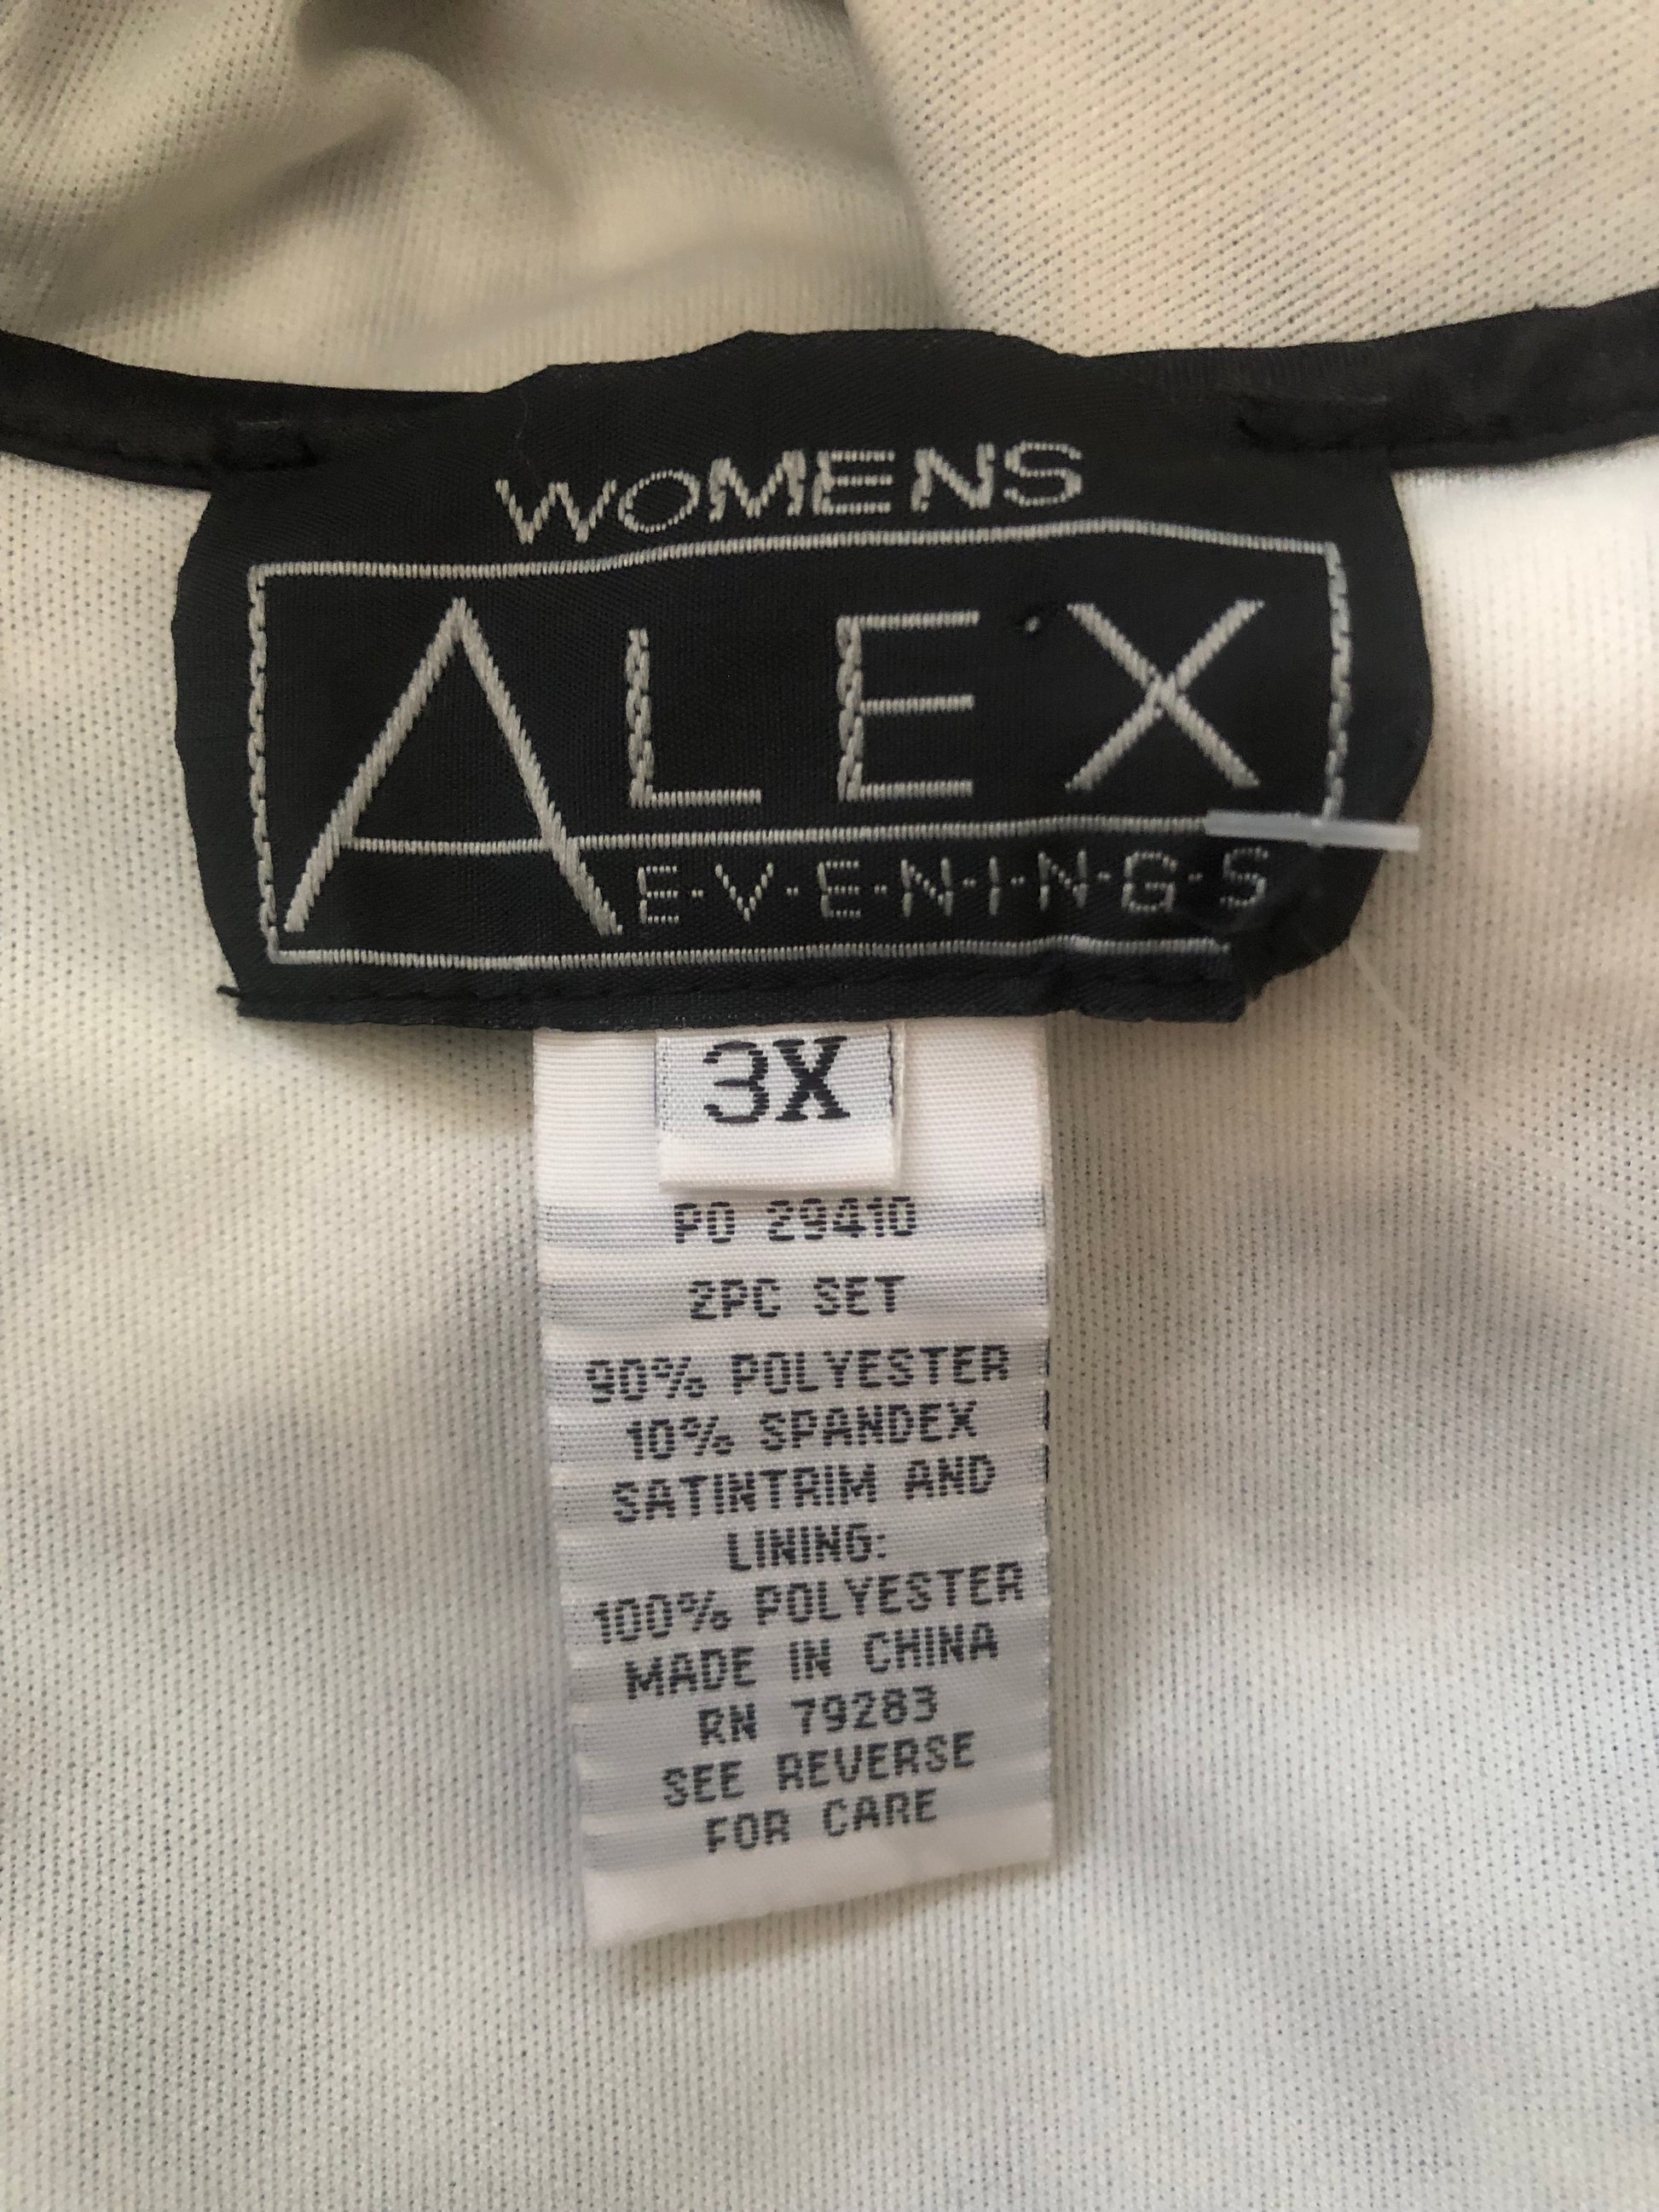 WOMENS
ALEX
E·V·E·N·I·N·G·S
3X
PO 29410
2PC SET
90% POLYESTER
10% SPANDEX
SATINTRIM AND
LINING:
100% POLYESTER
MADE IN CHINA
RN 79283
SEE REVERSE
FOR CARE